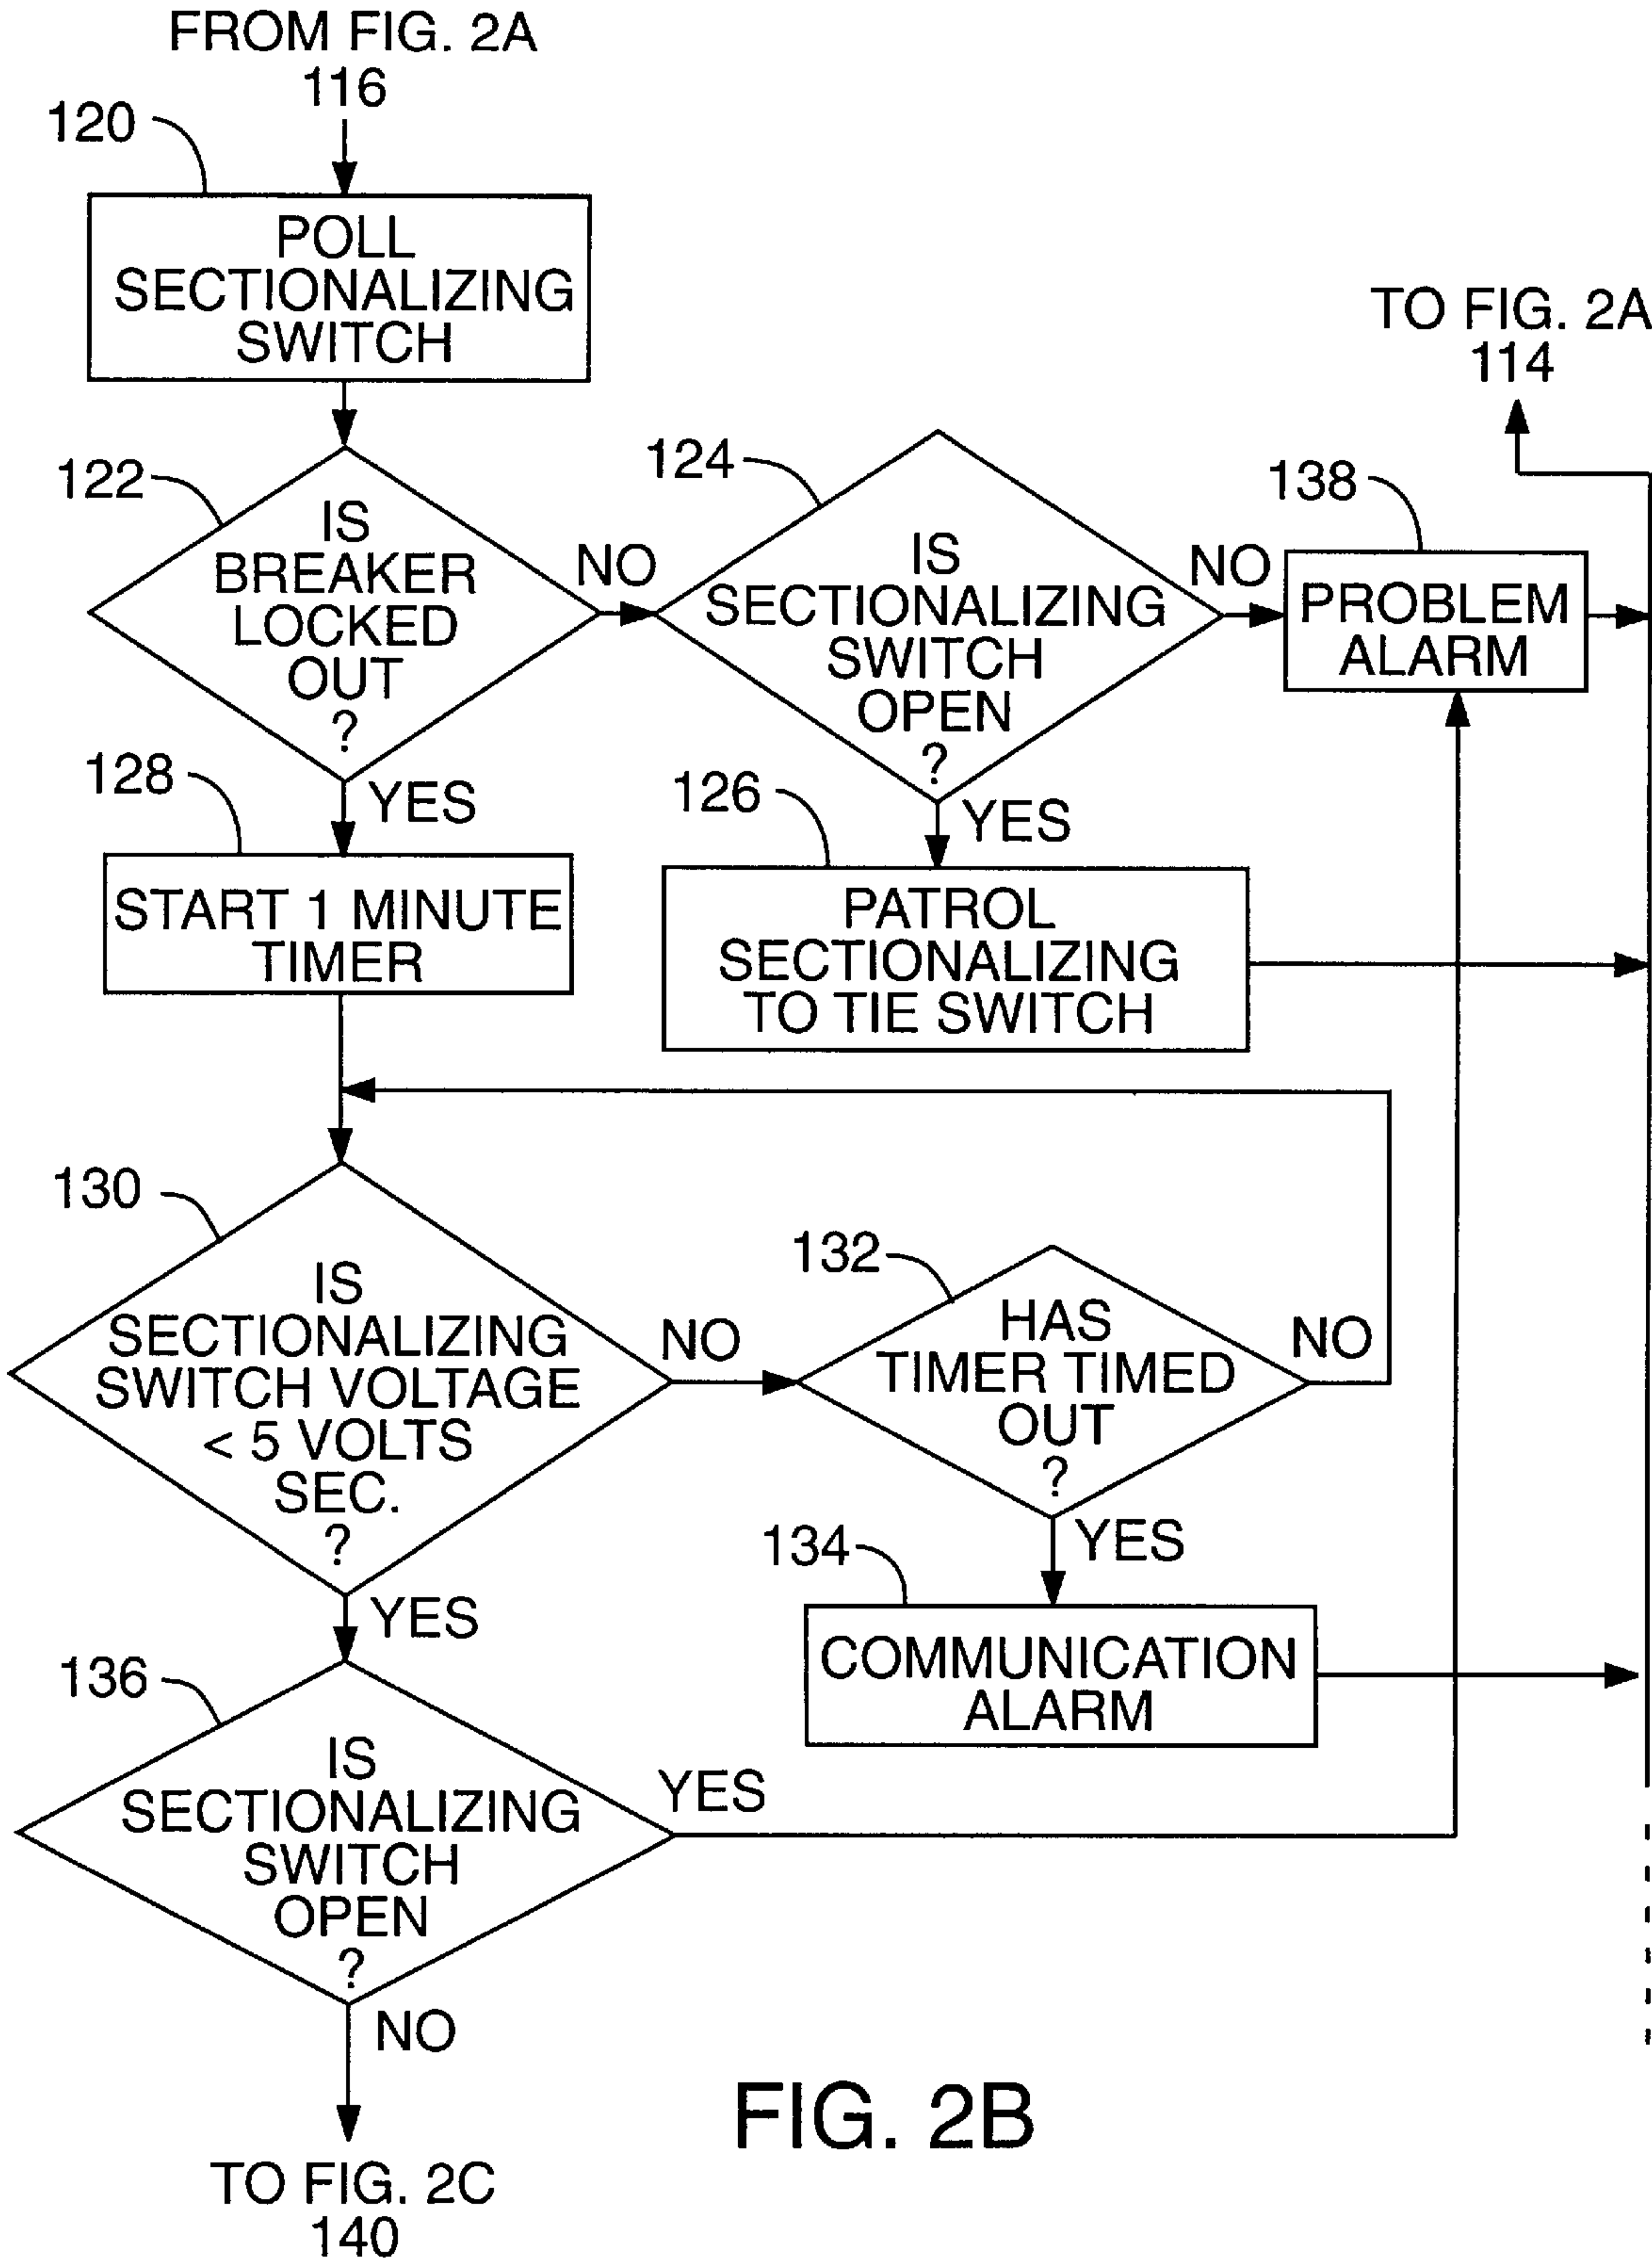 FROM FIG. 2A
116
120
POLL
SECTIONALIZING
SWITCH
TO FIG. 2A
114
122
IS
BREAKER
LOCKED
OUT
?
NO
124
IS
SECTIONALIZING
SWITCH
OPEN
?
NO
138
PROBLEM
ALARM
YES
128
START 1 MINUTE
TIMER
YES
126
PATROL
SECTIONALIZING
TO TIE SWITCH
130
IS
SECTIONALIZING
SWITCH VOLTAGE
< 5 VOLTS
SEC.
?
NO
132
HAS
TIMER TIMED
OUT
?
NO
YES
134
COMMUNICATION
ALARM
YES
136
IS
SECTIONALIZING
SWITCH
OPEN
?
YES
NO
TO FIG. 2C
140
FIG. 2B